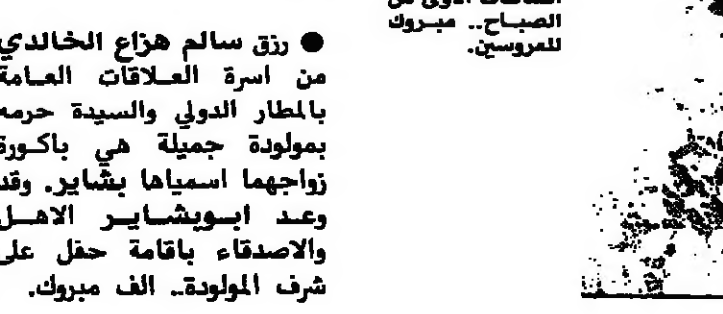 الصباح.. مبروك
للعروسين.
● رزق سالم هزاع الخالدي
من اسرة العلاقات العامة
بالمطار الدولي والسيدة حرمه
بمولودة جميلة هي باكورة
زواجهما اسمياها بشاير. وقد
وعد ابوبشاير الاهل
والاصدقاء باقامة حفل على
شرف المولودة.. الف مبروك.